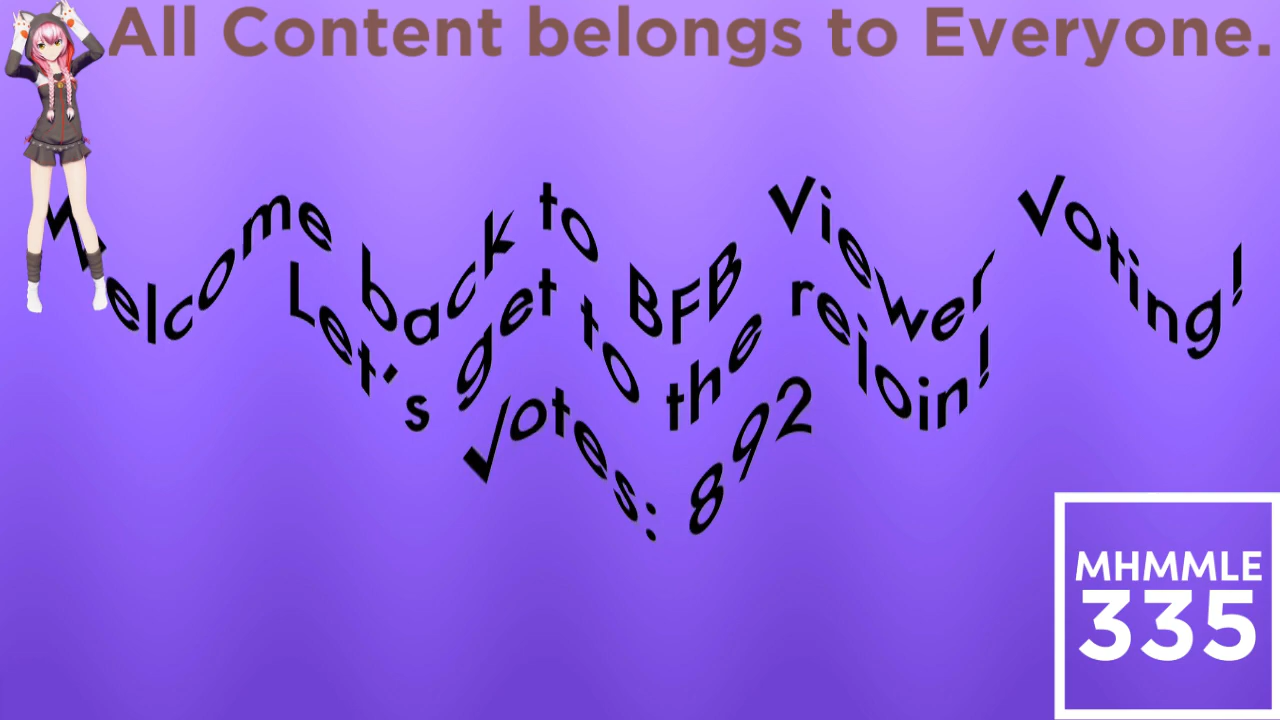 All Content belongs to Everyone.
Welcome back to BFB Viewer Voting!
Let's get to the rejoin!
Votes: 892
MHMMLE
335